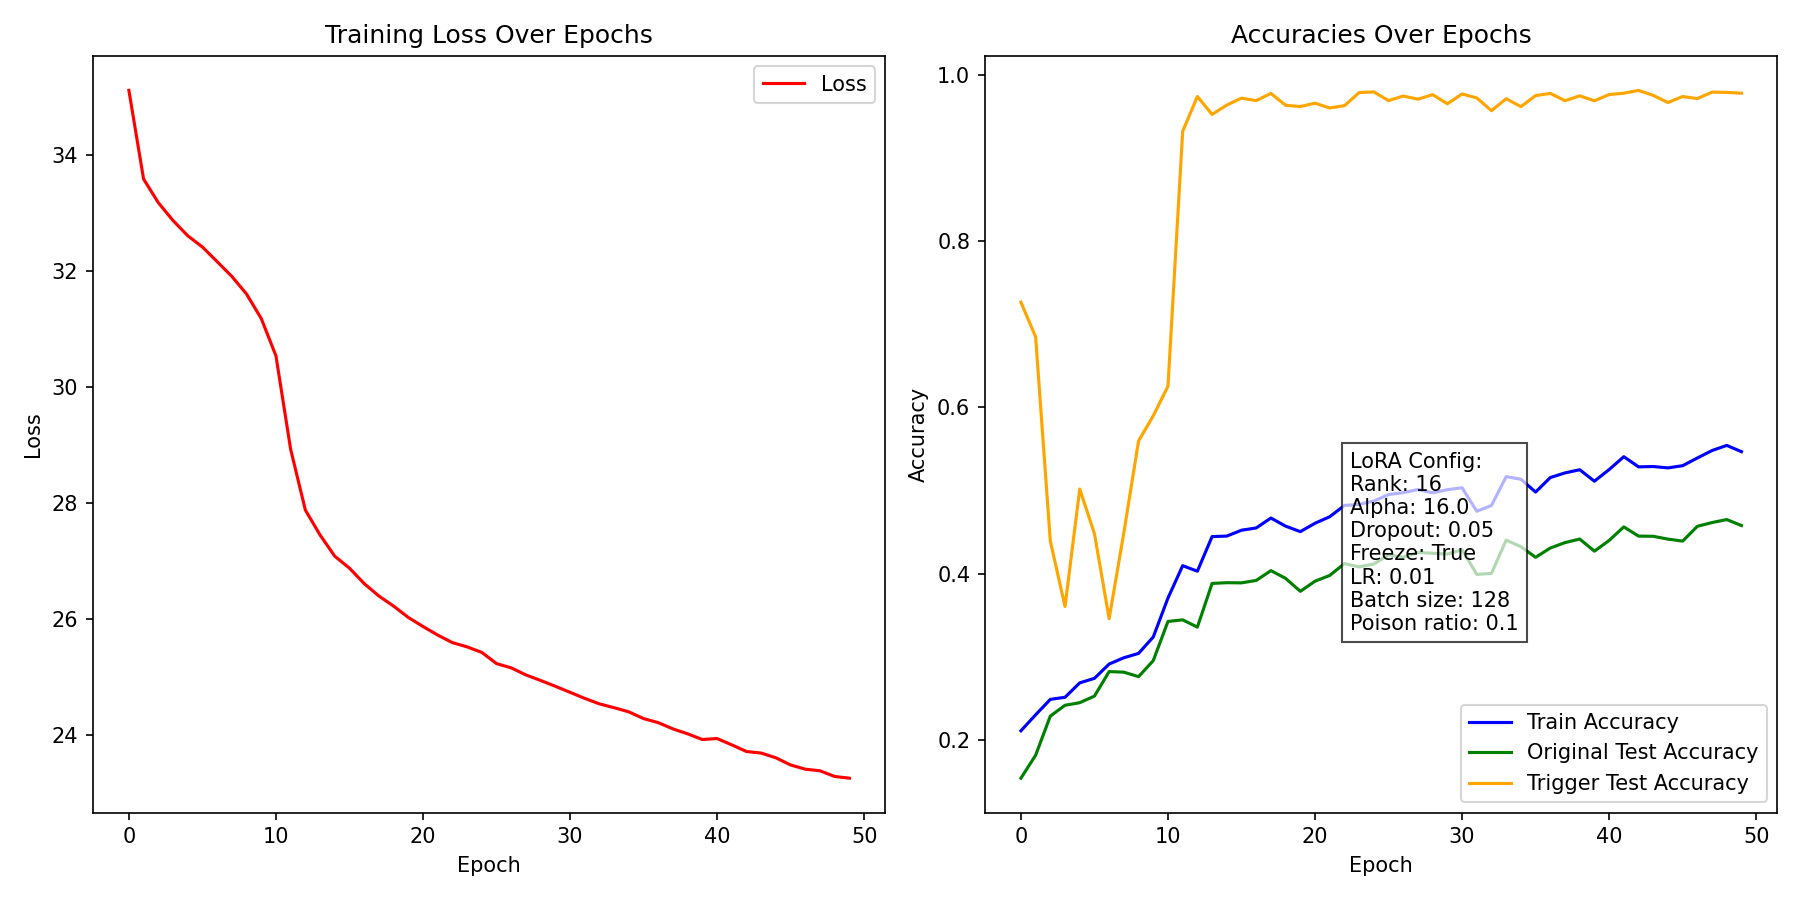 Training Loss Over Epochs
Loss
34
32
30
28
26
24
Loss
0
10
20
30
40
50
Epoch
Accuracies Over Epochs
1.0
0.8
0.6
0.4
0.2
Accuracy
LoRA Config:
Rank: 16
Alpha: 16.0
Dropout: 0.05
Freeze: True
LR: 0.01
Batch size: 128
Poison ratio: 0.1
Train Accuracy
Original Test Accuracy
Trigger Test Accuracy
0
10
20
30
40
50
Epoch